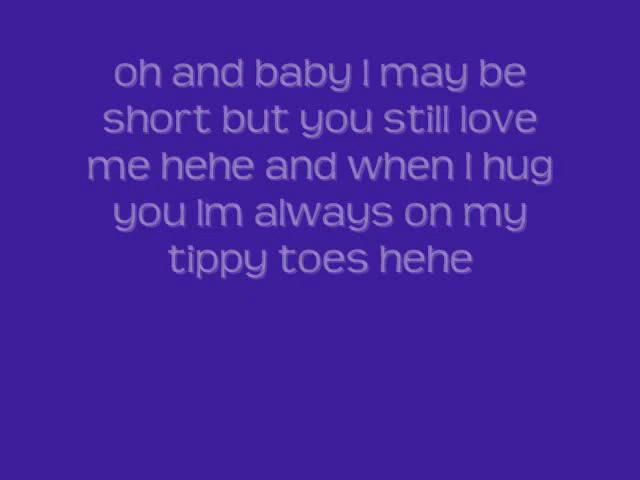 oh and baby I may be
short but you still love
me hehe and when I hug
you Im always on my
tippy toes hehe